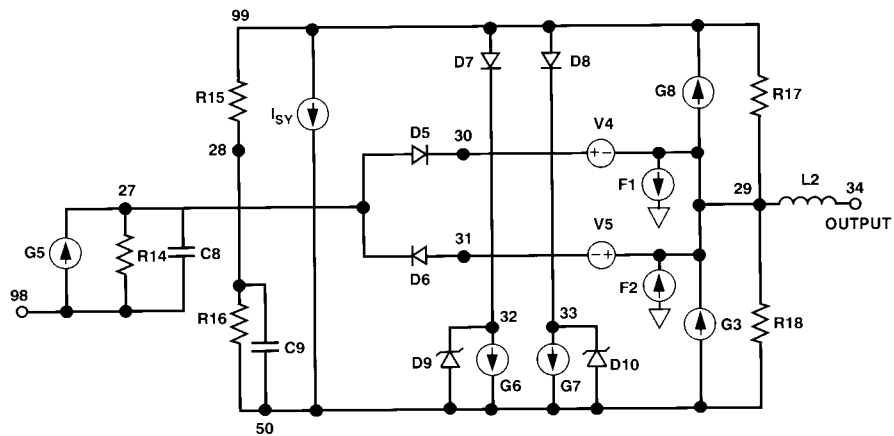 99
D7
D8
R15
I_SY
G8
R17
D5
30
V4
28
F1
27
29
L2
34
OUTPUT
G5
R14
C8
31
V5
D6
F2
98
R16
C9
32
33
G3
R18
D9
G6
G7
D10
50